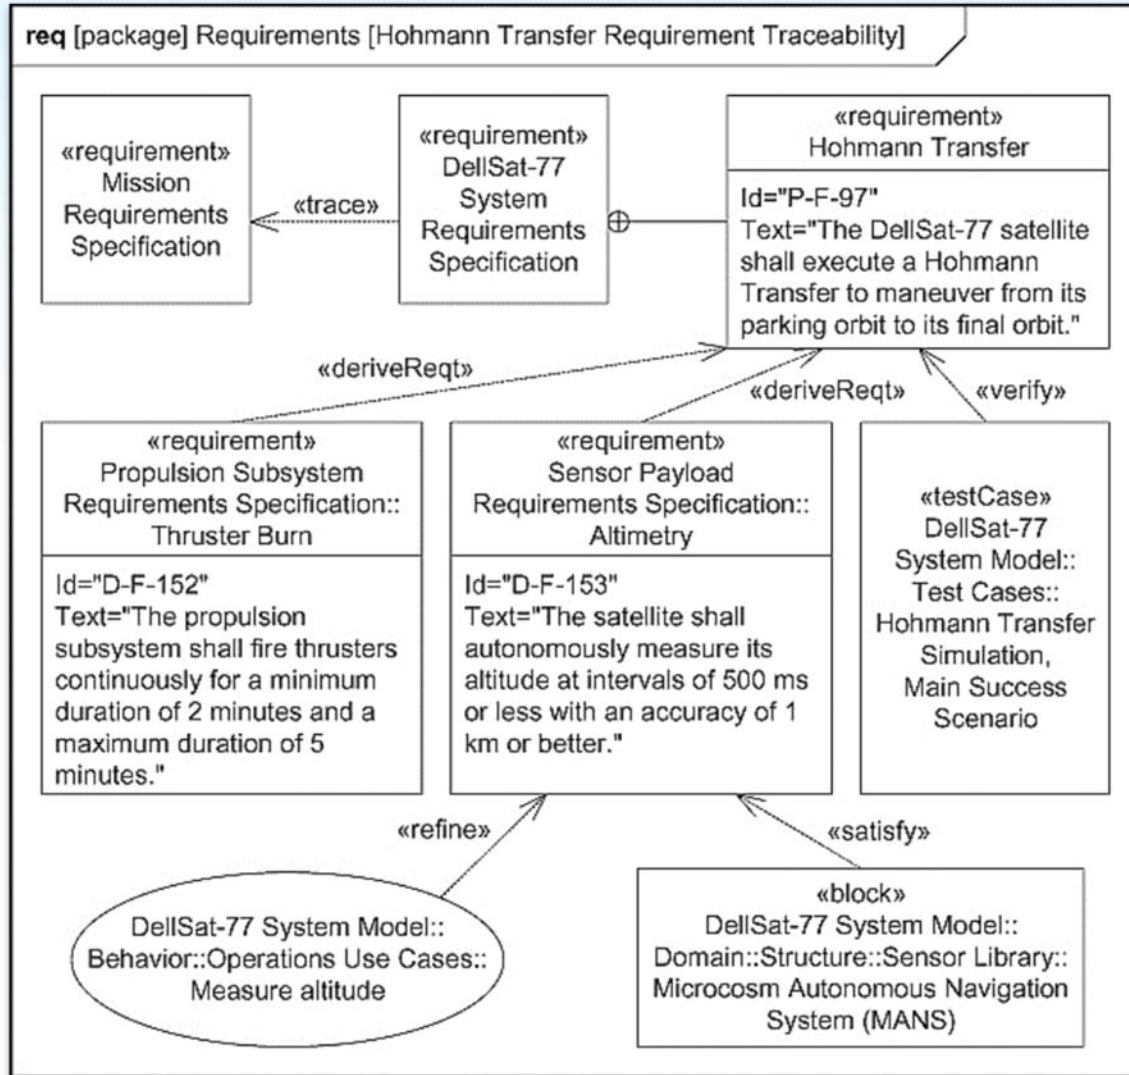 req [package] Requirements [Hohmann Transfer Requirement Traceability]
«requirement»
Mission
Requirements
Specification
«trace»
«requirement»
DellSat-77
System
Requirements
Specification
«requirement»
Hohmann Transfer
Id="P-F-97"
Text="The DellSat-77 satellite
shall execute a Hohmann
Transfer to maneuver from its
parking orbit to its final orbit."
«deriveReqt»
«deriveReqt»
«verify»
«requirement»
Propulsion Subsystem
Requirements Specification::
Thruster Burn
Id="D-F-152"
Text="The propulsion
subsystem shall fire thrusters
continuously for a minimum
duration of 2 minutes and a
maximum duration of 5
minutes."
«requirement»
Sensor Payload
Requirements Specification::
Altimetry
Id="D-F-153"
Text="The satellite shall
autonomously measure its
altitude at intervals of 500 ms
or less with an accuracy of 1
km or better."
«testCase»
DellSat-77
System Model::
Test Cases::
Hohmann Transfer
Simulation,
Main Success
Scenario
«refine»
«satisfy»
DellSat-77 System Model::
Behavior::Operations Use Cases::
Measure altitude
«block»
DellSat-77 System Model::
Domain::Structure::Sensor Library::
Microcosm Autonomous Navigation
System (MANS)